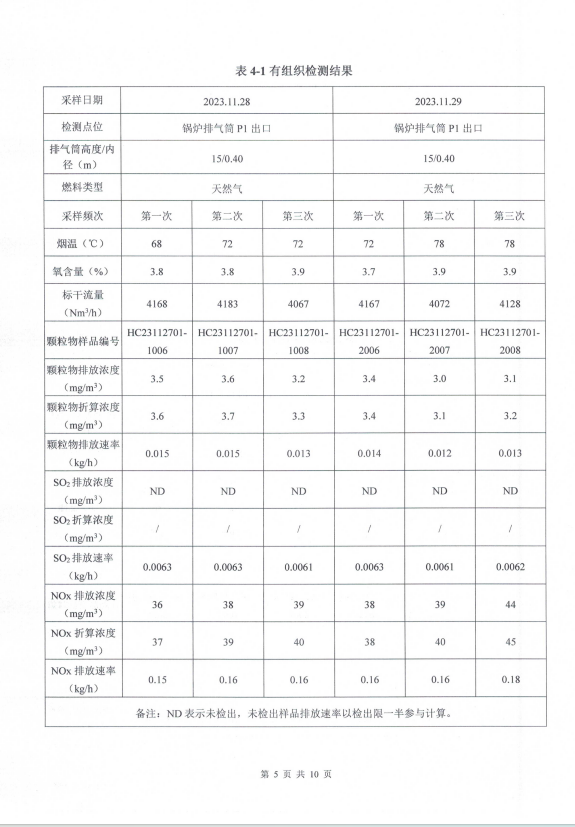 表 4-1 有组织检测结果
采样日期 2023.11.28 2023.11.29
检测点位 锅炉排气筒 P1 出口 锅炉排气筒 P1 出口
排气筒高度/内
径（m） 15/0.40 15/0.40
燃料类型 天然气 天然气
采样频次 第一次 第二次 第三次 第一次 第二次 第三次
烟温（℃） 68 72 72 72 78 78
氧含量（%） 3.8 3.8 3.9 3.7 3.9 3.9
标干流量
（Nm³/h） 4168 4183 4067 4167 4072 4128
颗粒物样品编号 HC23112701- HC23112701- HC23112701- HC23112701- HC23112701- HC23112701-
1006 1007 1008 2006 2007 2008
颗粒物排放浓度
（mg/m³） 3.5 3.6 3.2 3.4 3.0 3.1
颗粒物折算浓度
（mg/m³） 3.6 3.7 3.3 3.4 3.1 3.2
颗粒物排放速率
（kg/h） 0.015 0.015 0.013 0.014 0.012 0.013
SO₂ 排放浓度
（mg/m³） ND ND ND ND ND ND
SO₂ 折算浓度
（mg/m³） / / / / / /
SO₂ 排放速率
（kg/h） 0.0063 0.0063 0.0061 0.0063 0.0061 0.0062
NOx 排放浓度
（mg/m³） 36 38 39 38 39 44
NOx 折算浓度
（mg/m³） 37 39 40 38 40 45
NOx 排放速率
（kg/h） 0.15 0.16 0.16 0.16 0.16 0.18
备注：ND 表示未检出，未检出样品排放速率以检出限一半参与计算。
第 5 页 共 10 页